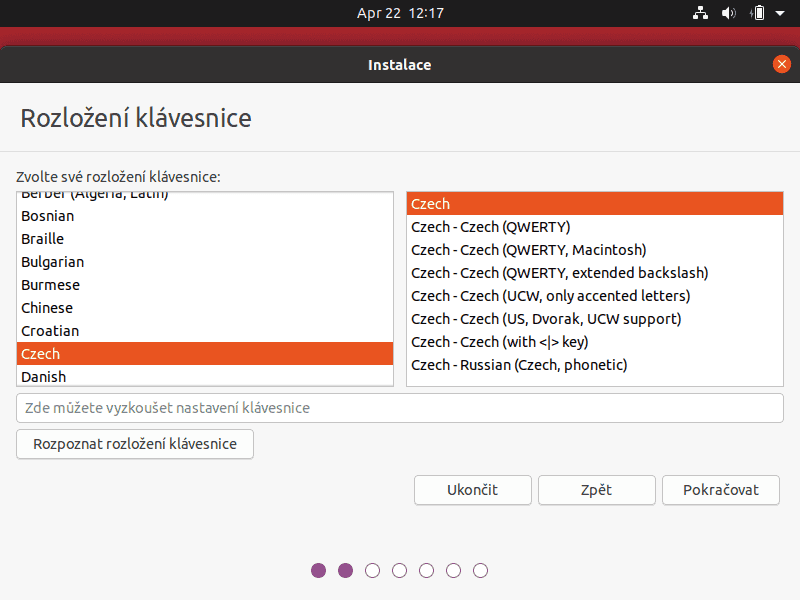 Apr 22 12:17
Instalace
Rozložení klávesnice
Zvolte své rozložení klávesnice:
Berber (Algeria, Latin)
Bosnian
Braille
Bulgarian
Burmese
Chinese
Croatian
Czech
Danish
Czech
Czech - Czech (QWERTY)
Czech - Czech (QWERTY, Macintosh)
Czech - Czech (QWERTY, extended backslash)
Czech - Czech (UCW, only accented letters)
Czech - Czech (US, Dvorak, UCW support)
Czech - Czech (with <|> key)
Czech - Russian (Czech, phonetic)
Zde můžete vyzkoušet nastavení klávesnice
Rozpoznat rozložení klávesnice
Ukončit
Zpět
Pokračovat